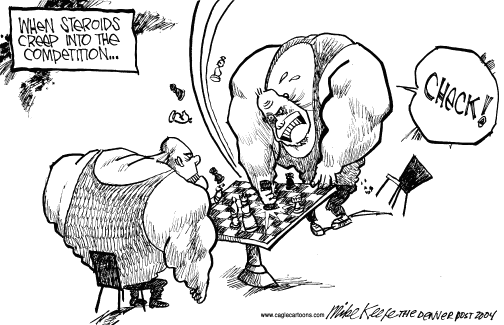 WHEN STEROIDS
CREEP INTO THE
COMPETITION...
CHECK!
www.caglecartoons.com
Mike Keefe THE DENVER POST 2004